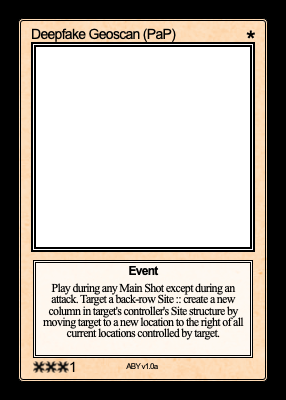 Deepfake Geoscan (PaP) *
Event
Play during any Main Shot except during an
attack. Target a back-row Site :: create a new
column in target's controller's Site structure by
moving target to a new location to the right of all
current locations controlled by target.
1
ABY v1.0a